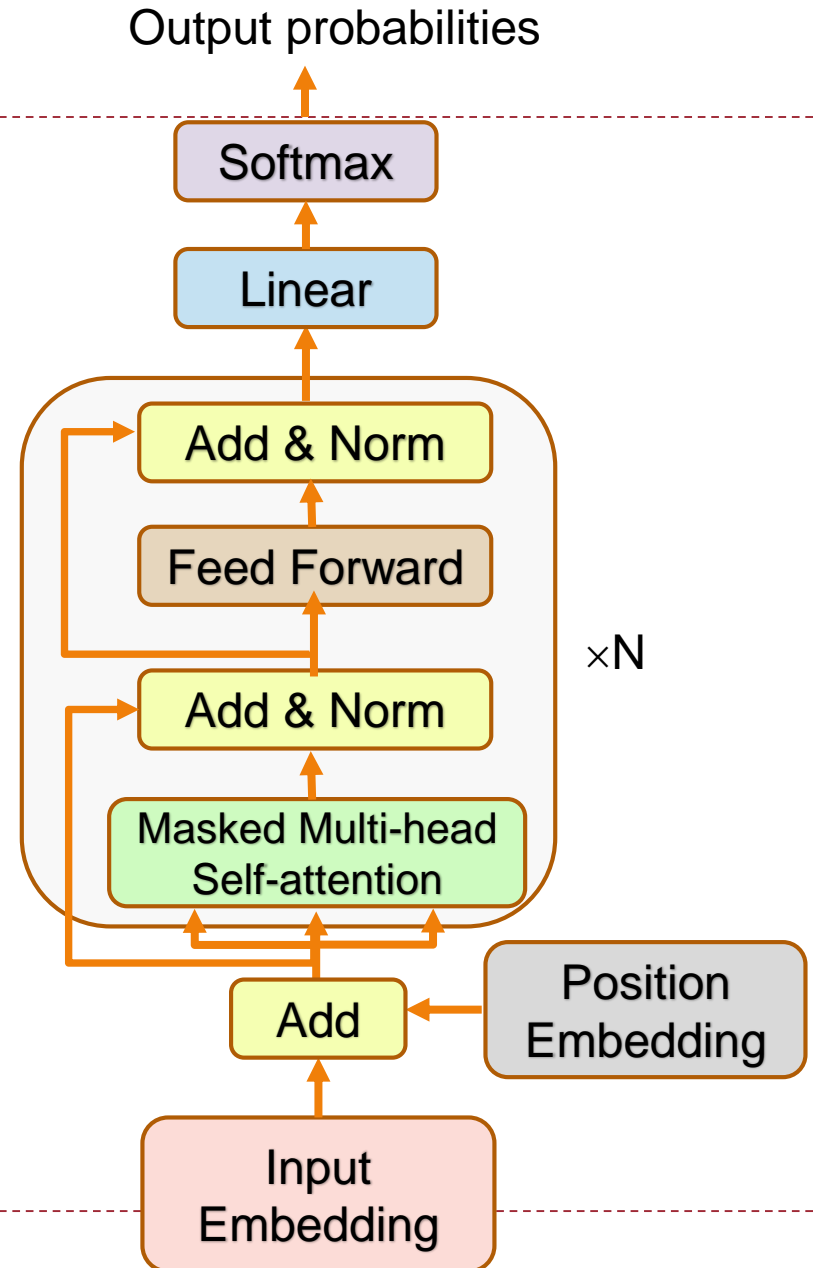 Output probabilities
Softmax
Linear
Add & Norm
Feed Forward
×N
Add & Norm
Masked Multi-head
Self-attention
Position
Embedding
Add
Input
Embedding